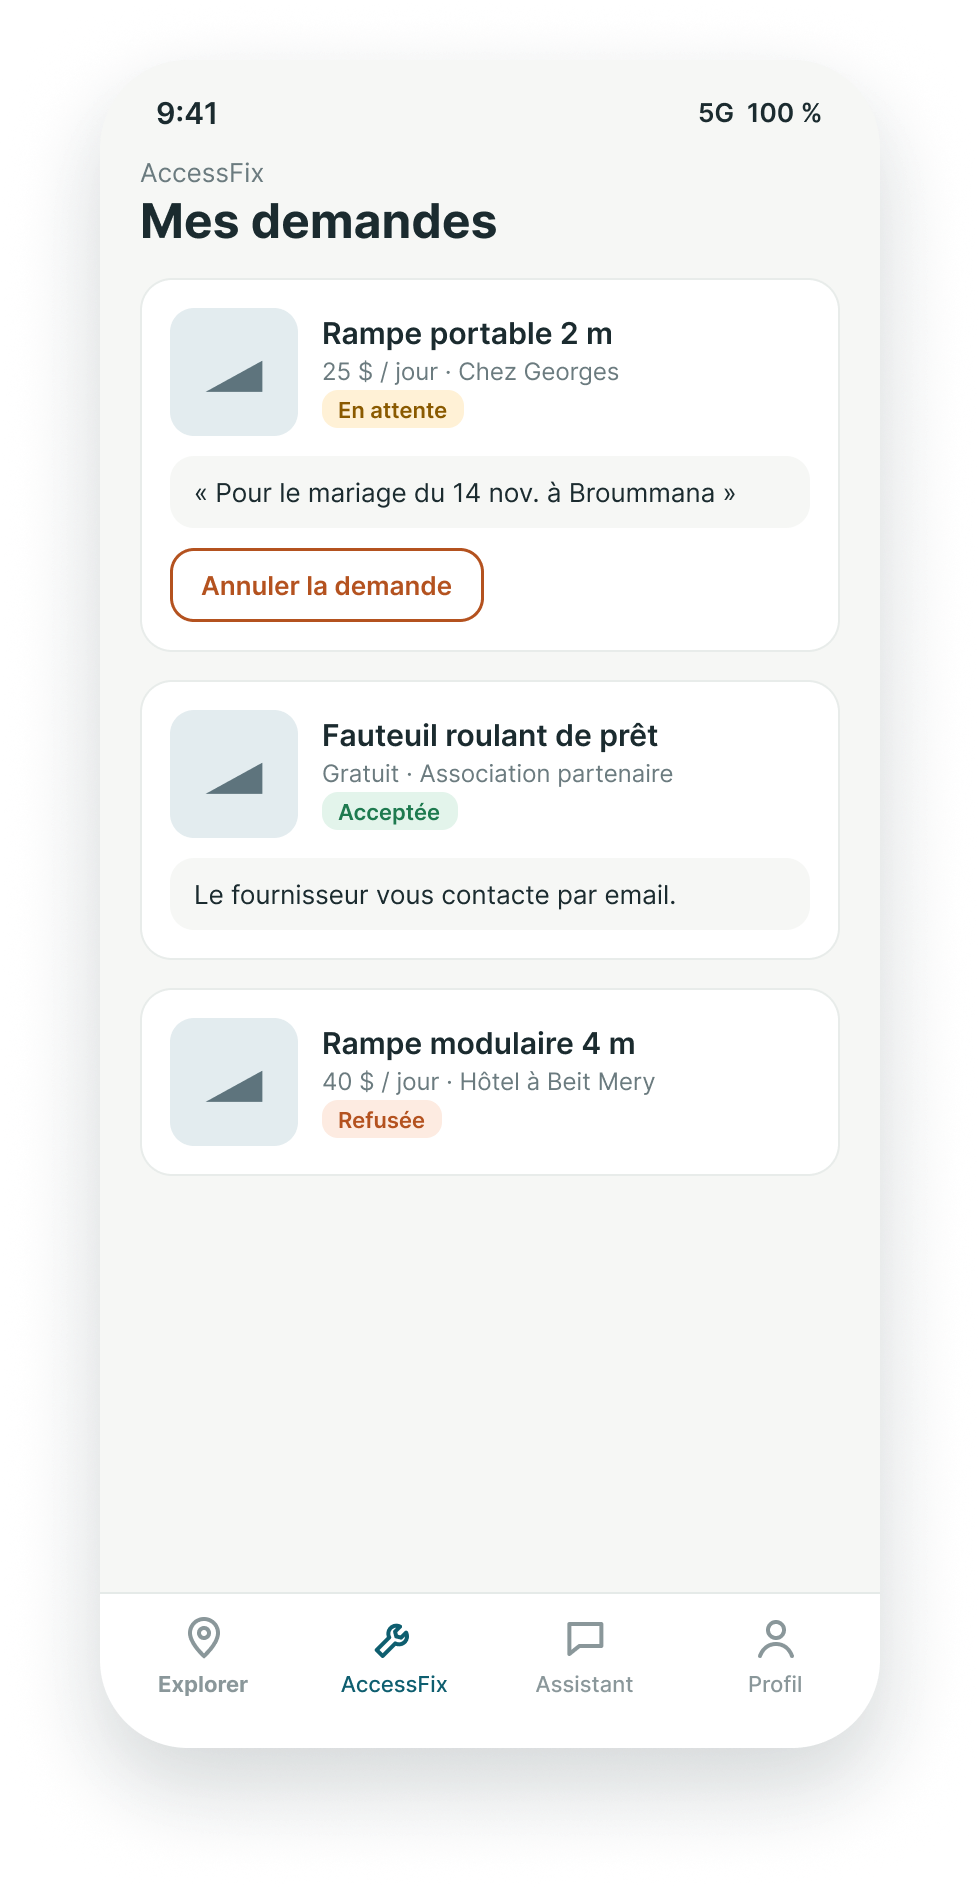 9:41
5G 100 %
AccessFix
Mes demandes
Rampe portable 2 m
25 $ / jour · Chez Georges
En attente
« Pour le mariage du 14 nov. à Broummana »
Annuler la demande
Fauteuil roulant de prêt
Gratuit · Association partenaire
Acceptée
Le fournisseur vous contacte par email.
Rampe modulaire 4 m
40 $ / jour · Hôtel à Beit Mery
Refusée
Explorer
AccessFix
Assistant
Profil